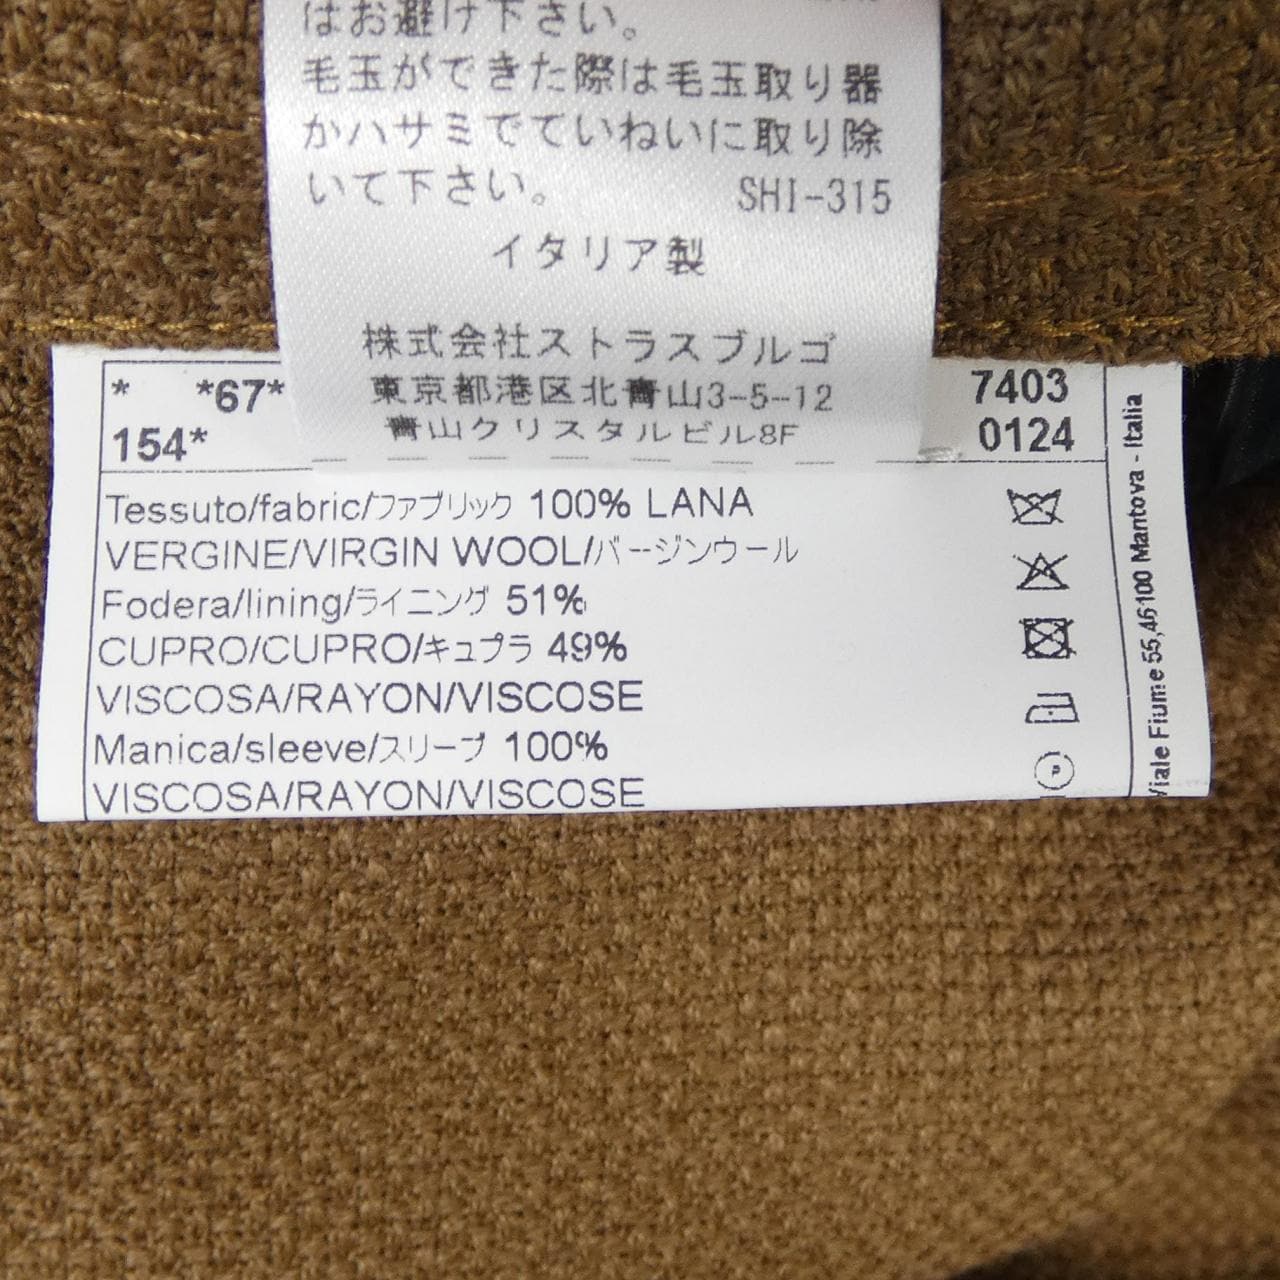 はお避け下さい。
毛玉ができた際は毛玉取り器
かハサミでていねいに取り除
いて下さい。 SHI-315
イタリア製
株式会社ストラスブルゴ
東京都港区北青山3-5-12
青山クリスタルビル8F
* *67* 7403
154* 0124
Tessuto/fabric/ファブリック 100% LANA
VERGINE/VIRGIN WOOL/バージンウール
Fodera/lining/ライニング 51%
CUPRO/CUPRO/キュプラ 49%
VISCOSA/RAYON/VISCOSE
Manica/sleeve/スリーブ 100%
VISCOSA/RAYON/VISCOSE
P
Viale Fiume 55,46100 Mantova - Italia